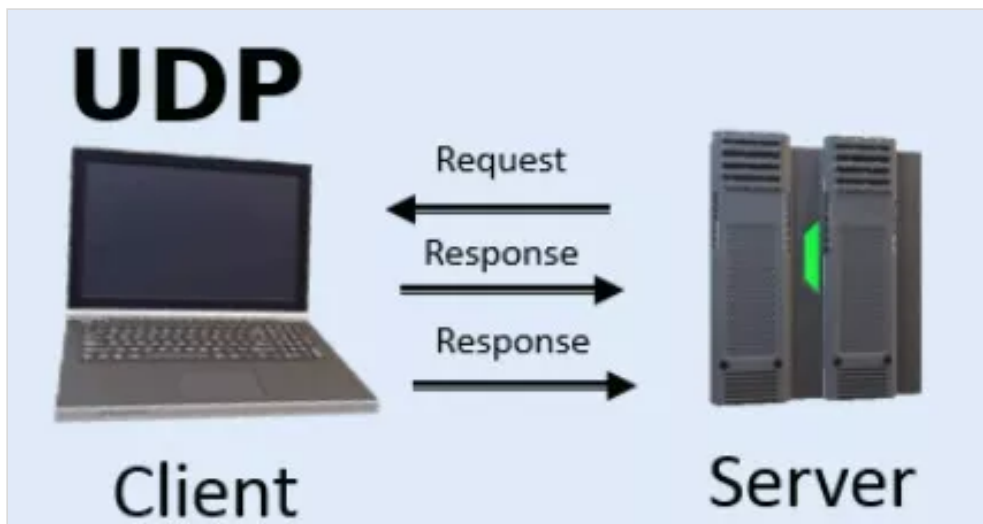 UDP
Request
Response
Response
Client
Server